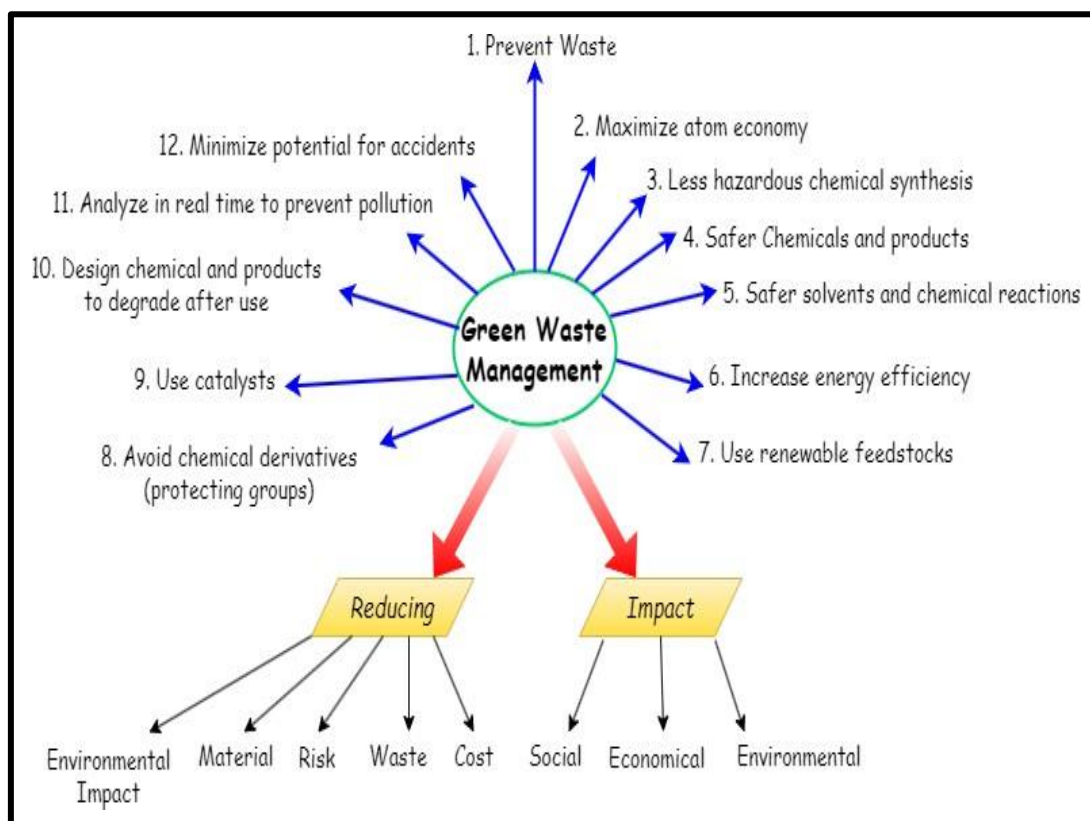 1. Prevent Waste
2. Maximize atom economy
3. Less hazardous chemical synthesis
4. Safer Chemicals and products
5. Safer solvents and chemical reactions
6. Increase energy efficiency
7. Use renewable feedstocks
8. Avoid chemical derivatives
(protecting groups)
9. Use catalysts
10. Design chemical and products
to degrade after use
11. Analyze in real time to prevent pollution
12. Minimize potential for accidents
Green Waste
Management
Reducing
Impact
Environmental
Impact
Material
Risk
Waste
Cost
Social
Economical
Environmental